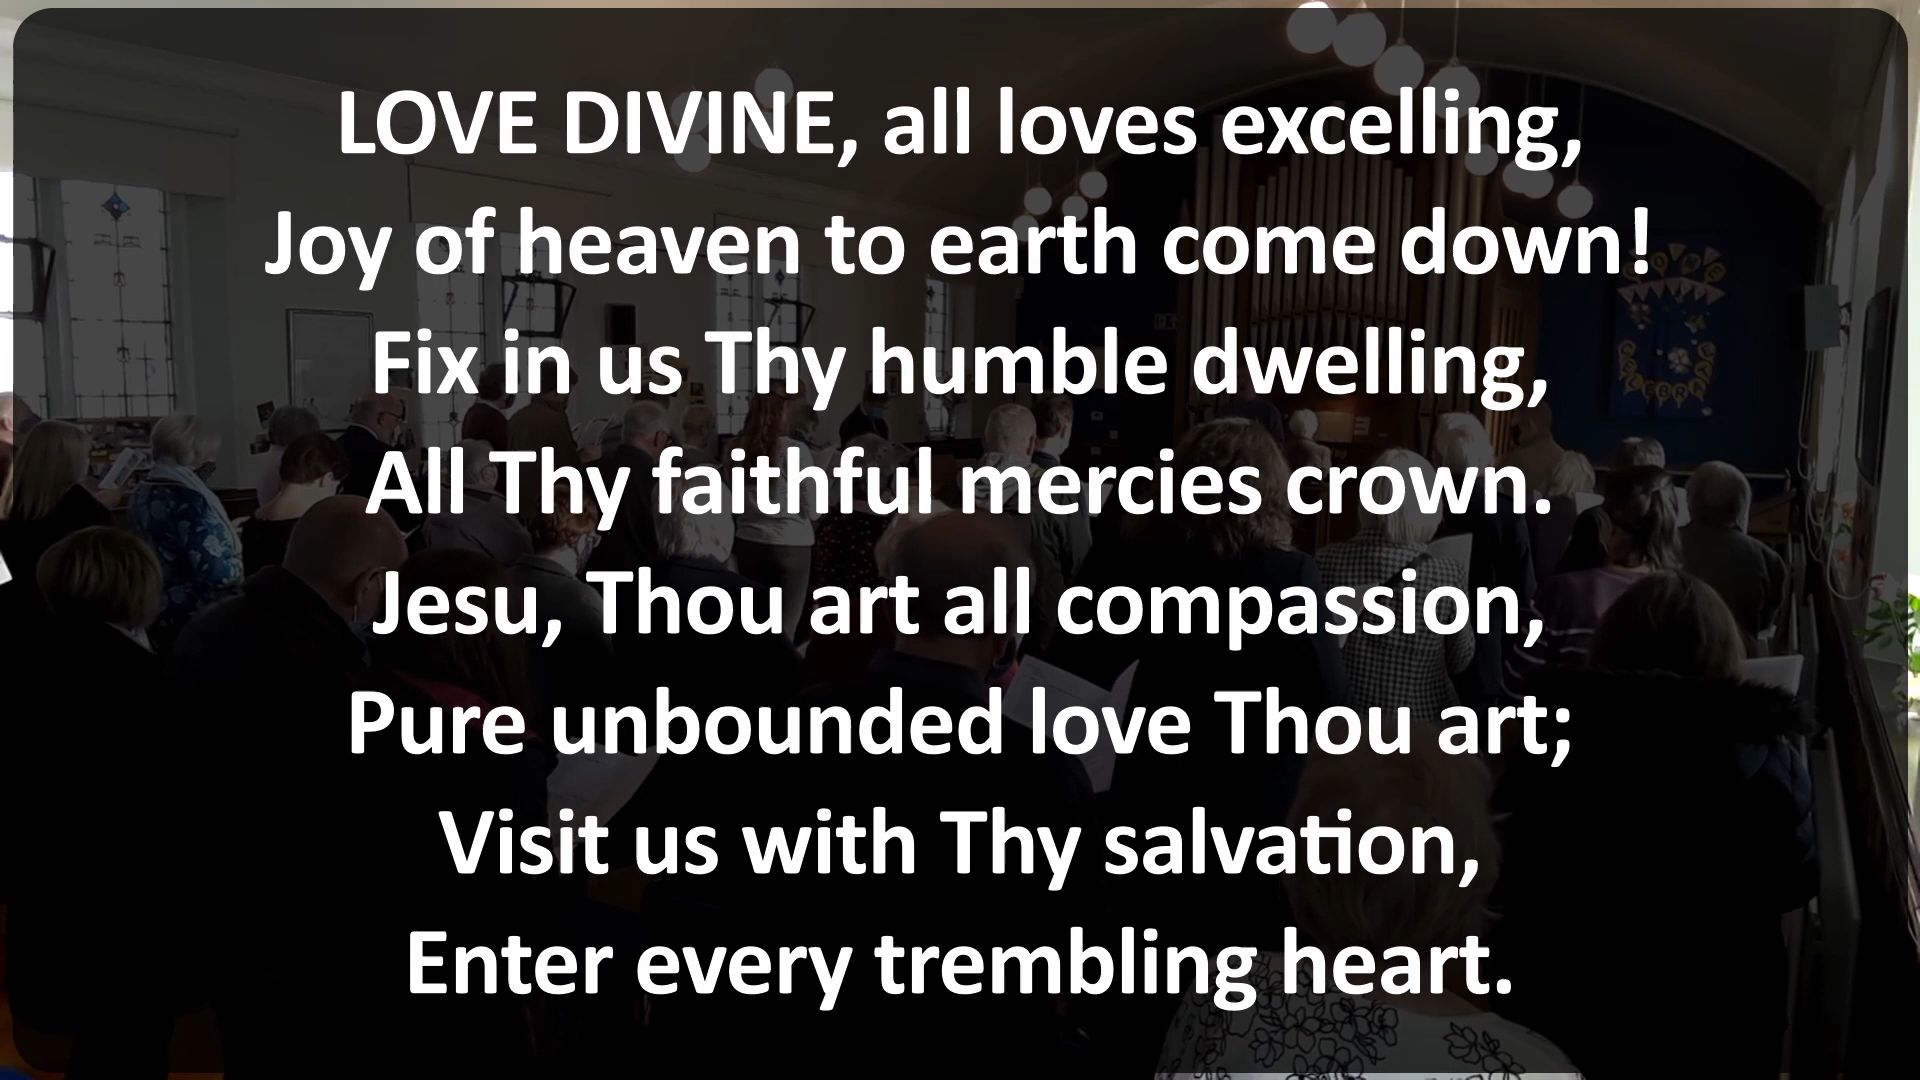 LOVE DIVINE, all loves excelling,
Joy of heaven to earth come down!
Fix in us Thy humble dwelling,
All Thy faithful mercies crown.
Jesu, Thou art all compassion,
Pure unbounded love Thou art;
Visit us with Thy salvation,
Enter every trembling heart.